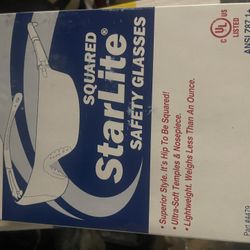 SQUARED
StarLite®
SAFETY GLASSES
• Superior Style. It's Hip To Be Squared!
• Ultra-Soft Temples & Nosepiece.
• Lightweight. Weighs Less Than An Ounce.
C UL US
LISTED
ANSI Z87.1+